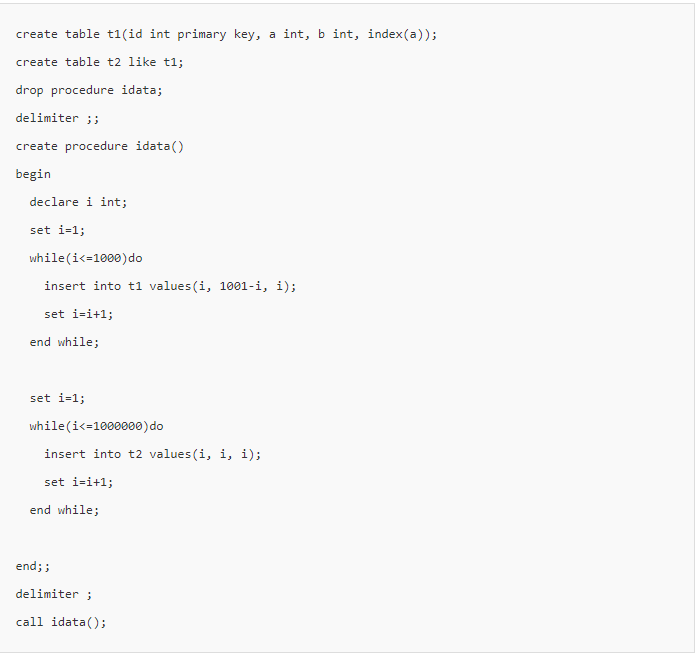 create table t1(id int primary key, a int, b int, index(a));
create table t2 like t1;
drop procedure idata;
delimiter ;;
create procedure idata()
begin
  declare i int;
  set i=1;
  while(i<=1000)do
    insert into t1 values(i, 1001-i, i);
    set i=i+1;
  end while;

  set i=1;
  while(i<=1000000)do
    insert into t2 values(i, i, i);
    set i=i+1;
  end while;

end;;
delimiter ;
call idata();